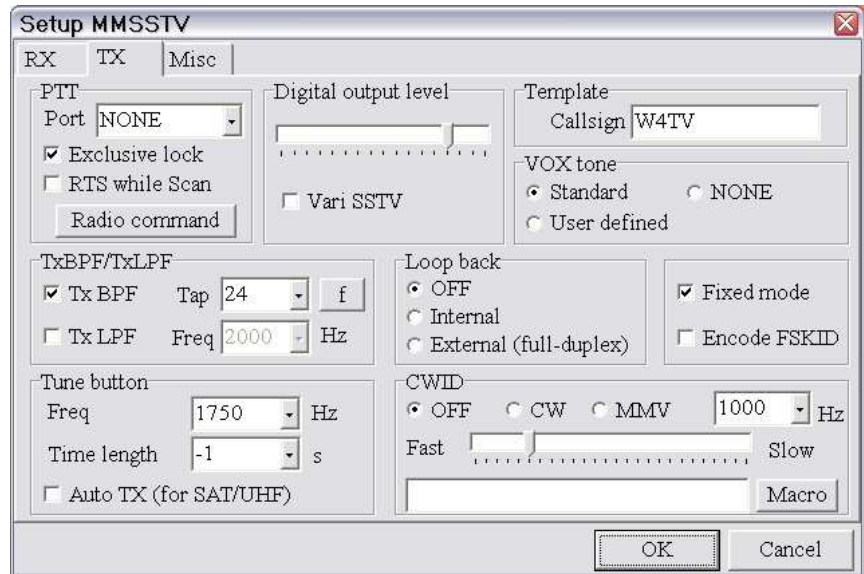 Setup MMSSTV
RX TX Misc
PTT
Port NONE
Exclusive lock
RTS while Scan
Radio command
Digital output level
Vari SSTV
Template
Callsign W4TV
VOX tone
Standard NONE
User defined
TxBPF/TxLPF
Tx BPF Tap 24 f
Tx LPF Freq 2000 Hz
Loop back
OFF
Internal
External (full-duplex)
Fixed mode
Encode FSKID
Tune button
Freq 1750 Hz
Time length -1 s
Auto TX (for SAT/UHF)
CWID
OFF CW MMV 1000 Hz
Fast Slow
Macro
OK Cancel